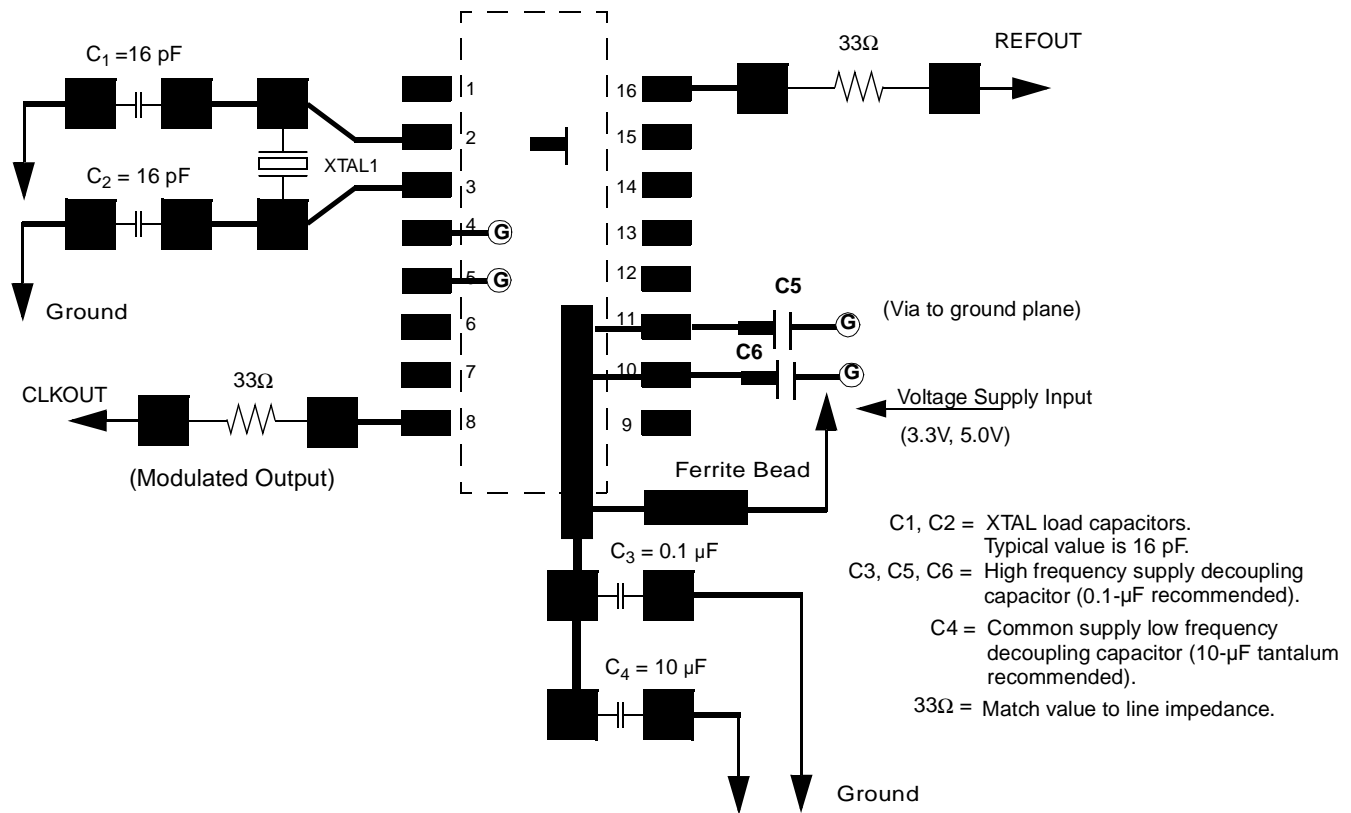 C1 =16 pF
XTAL1
C2 = 16 pF
Ground
CLKOUT
33Ω
(Modulated Output)
1
2
3
4
G
5
G
6
7
8
16
15
14
13
12
11
10
9
33Ω
REFOUT
C5
G
(Via to ground plane)
C6
G
Voltage Supply Input
(3.3V, 5.0V)
Ferrite Bead
C3 = 0.1 µF
C4 = 10 µF
Ground
C1, C2 = XTAL load capacitors.
Typical value is 16 pF.
C3, C5, C6 = High frequency supply decoupling
capacitor (0.1-µF recommended).
C4 = Common supply low frequency
decoupling capacitor (10-µF tantalum
recommended).
33Ω = Match value to line impedance.